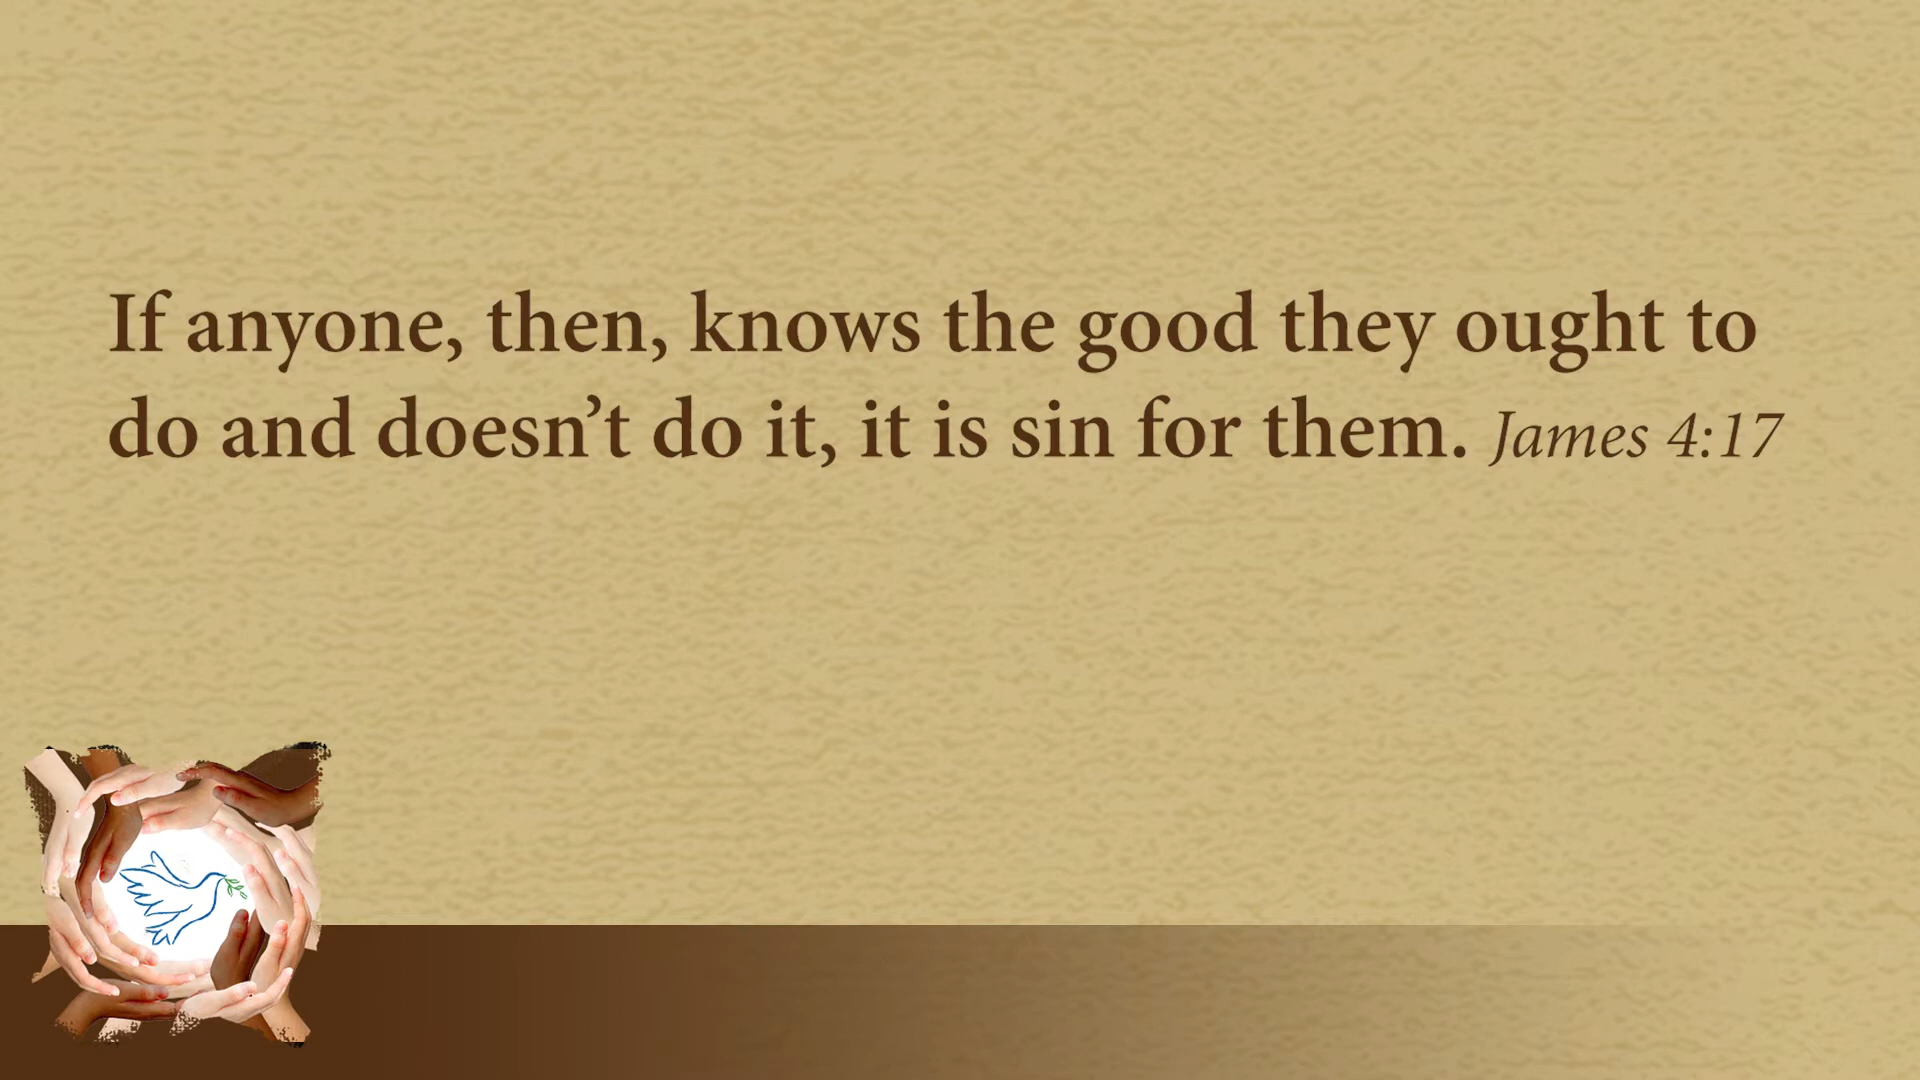 If anyone, then, knows the good they ought to
do and doesn’t do it, it is sin for them. James 4:17